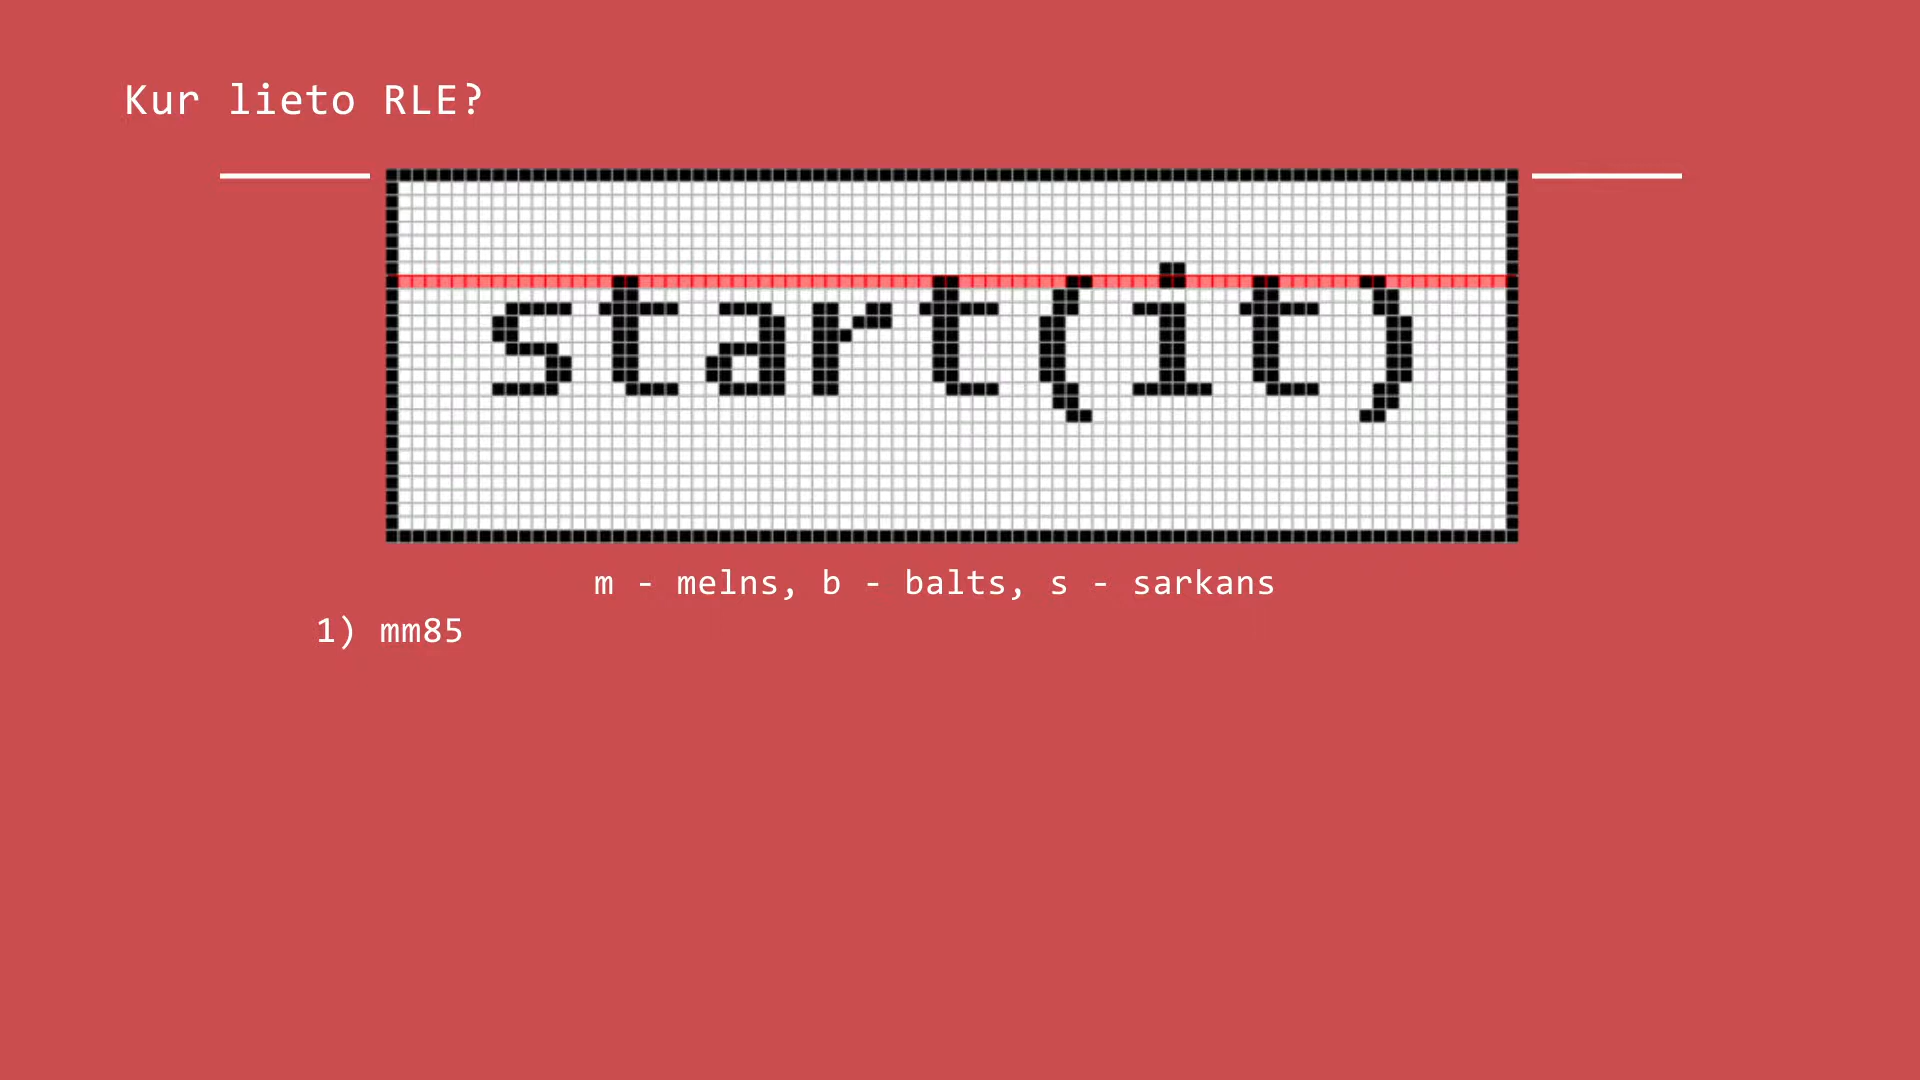 Kur lieto RLE?
start(it)
m - melns, b - balts, s - sarkans
1) mm85